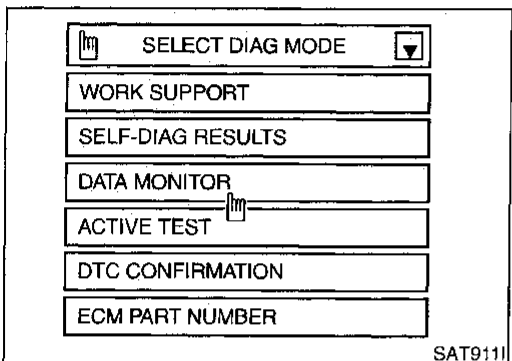 SELECT DIAG MODE
WORK SUPPORT
SELF-DIAG RESULTS
DATA MONITOR
ACTIVE TEST
DTC CONFIRMATION
ECM PART NUMBER
SAT911I